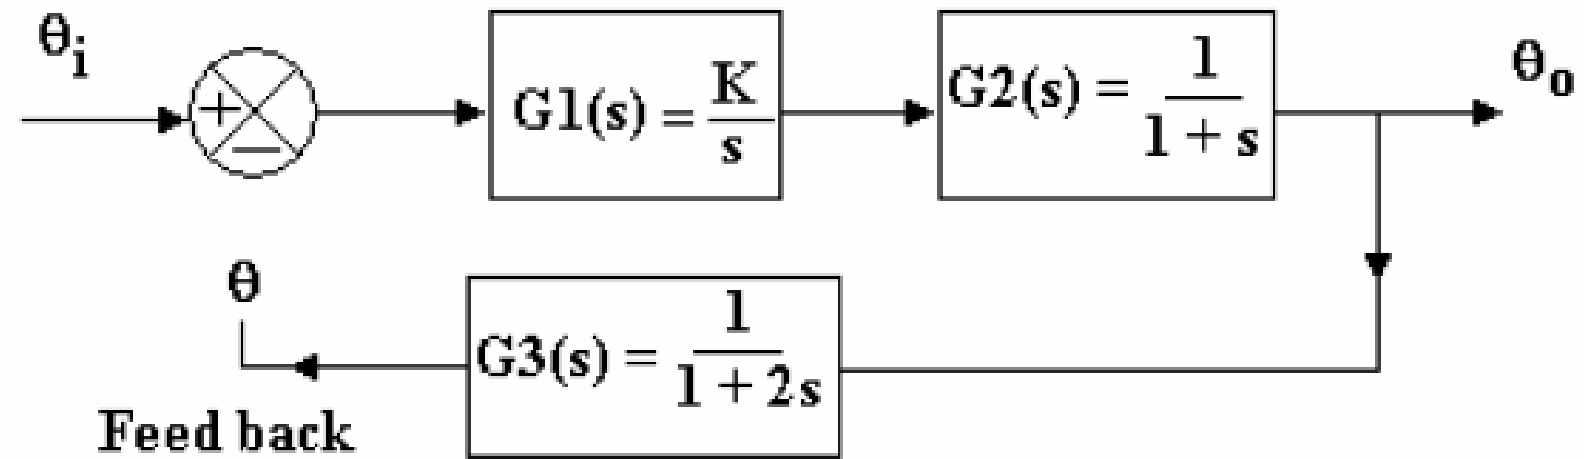 θi
+
−
G1(s) = K/s
G2(s) = 1/(1 + s)
θo
θ
G3(s) = 1/(1 + 2s)
Feed back